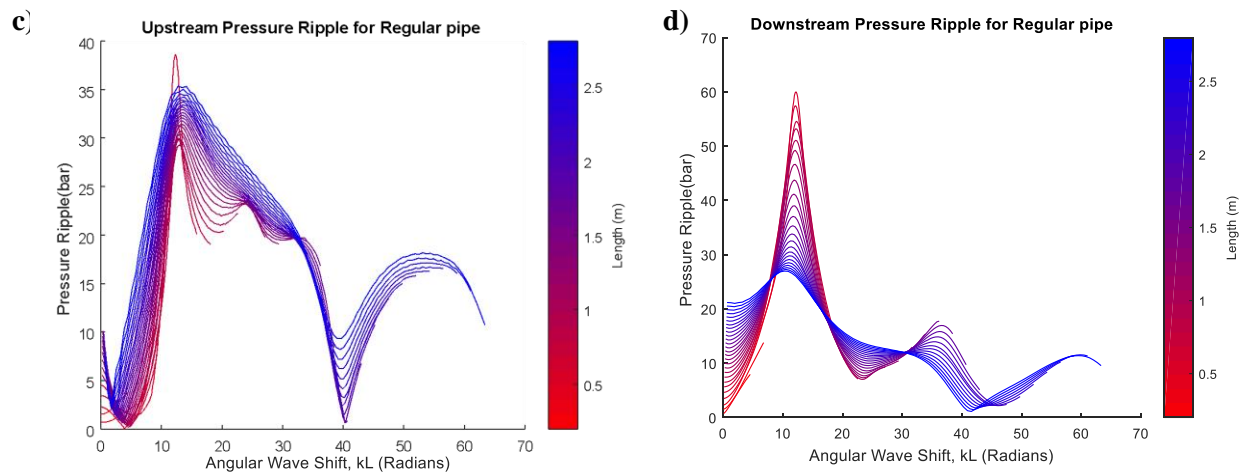 c)
Upstream Pressure Ripple for Regular pipe
40
35
30
25
20
15
10
5
0
Pressure Ripple(bar)
0 10 20 30 40 50 60 70
Angular Wave Shift, kL (Radians)
2.5
2
1.5
1
0.5
Length (m)
d)
Downstream Pressure Ripple for Regular pipe
70
60
50
40
30
20
10
0
Pressure Ripple(bar)
0 10 20 30 40 50 60 70
Angular Wave Shift, kL (Radians)
2.5
2
1.5
1
0.5
Length (m)